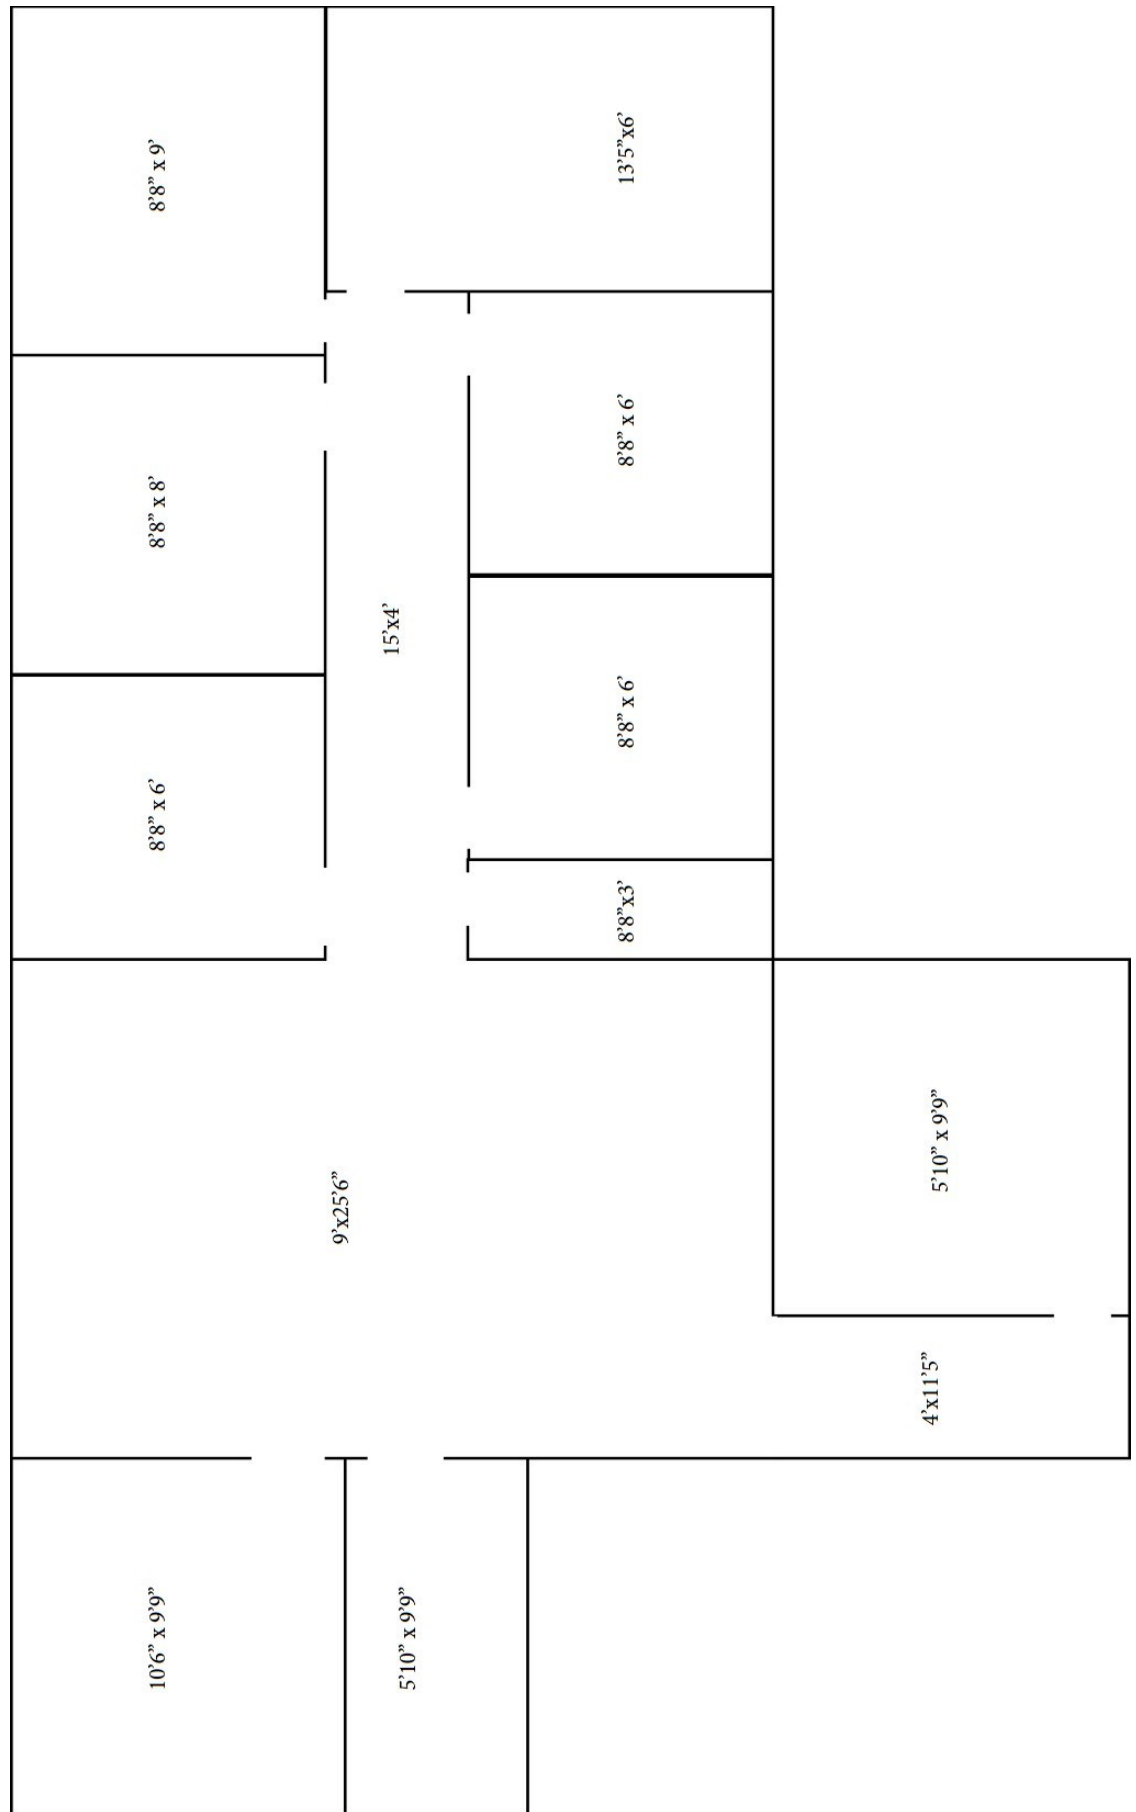 8'8” x 9'
13'5”x6'
8'8” x 8'
8'8” x 6'
15'x4'
8'8” x 6'
8'8” x 6'
8'8”x3'
9'x25'6”
5'10” x 9'9”
4'x11'5”
10'6” x 9'9”
5'10” x 9'9”